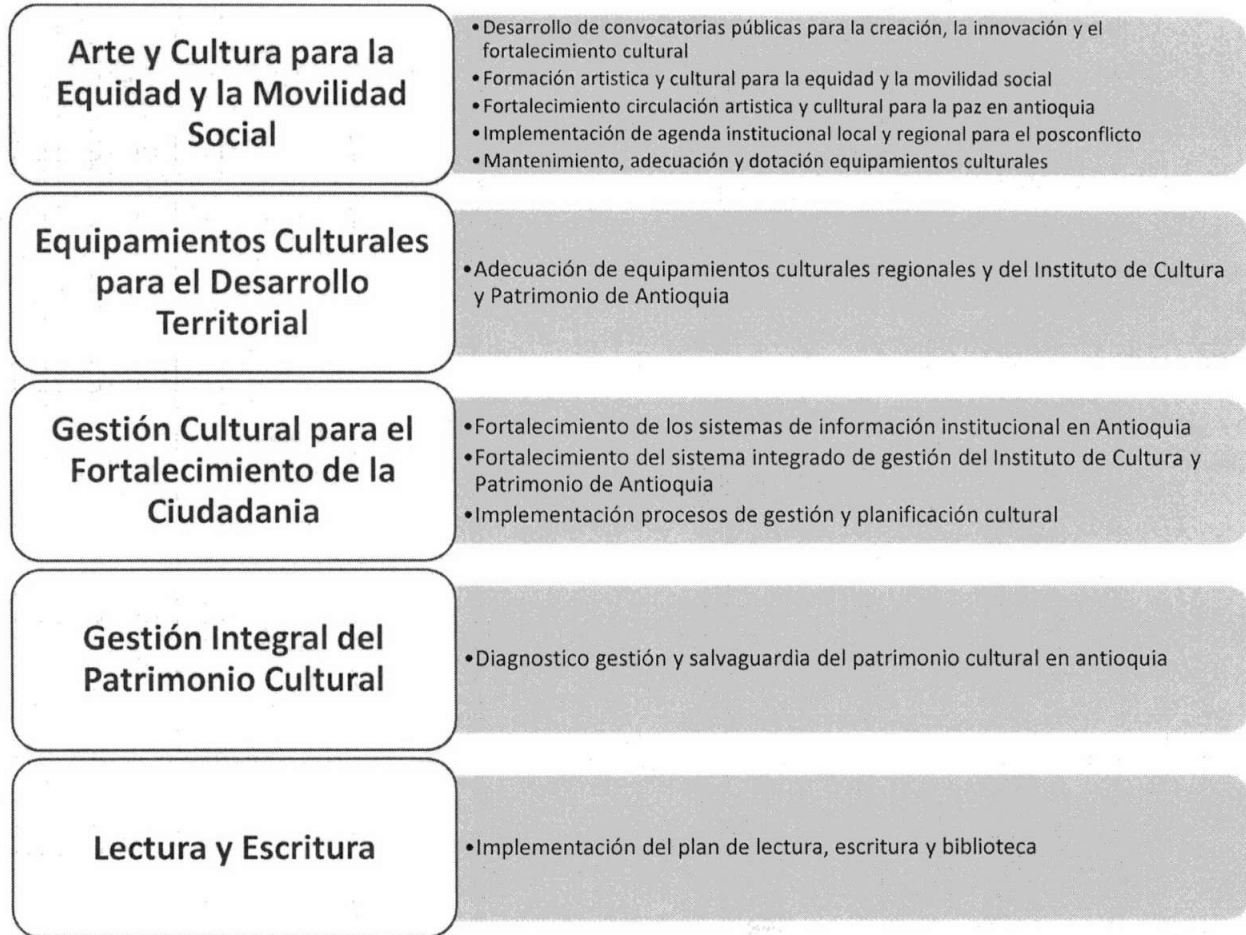 Arte y Cultura para la
Equidad y la Movilidad
Social
•Desarrollo de convocatorias públicas para la creación, la innovación y el
fortalecimiento cultural
•Formación artistica y cultural para la equidad y la movilidad social
•Fortalecimiento circulación artistica y culltural para la paz en antioquia
•Implementación de agenda institucional local y regional para el posconflicto
•Mantenimiento, adecuación y dotación equipamientos culturales
Equipamientos Culturales
para el Desarrollo
Territorial
•Adecuación de equipamientos culturales regionales y del Instituto de Cultura
y Patrimonio de Antioquia
Gestión Cultural para el
Fortalecimiento de la
Ciudadania
•Fortalecimiento de los sistemas de información institucional en Antioquia
•Fortalecimiento del sistema integrado de gestión del Instituto de Cultura y
Patrimonio de Antioquia
•Implementación procesos de gestión y planificación cultural
Gestión Integral del
Patrimonio Cultural
•Diagnostico gestión y salvaguardia del patrimonio cultural en antioquia
Lectura y Escritura
•Implementación del plan de lectura, escritura y biblioteca